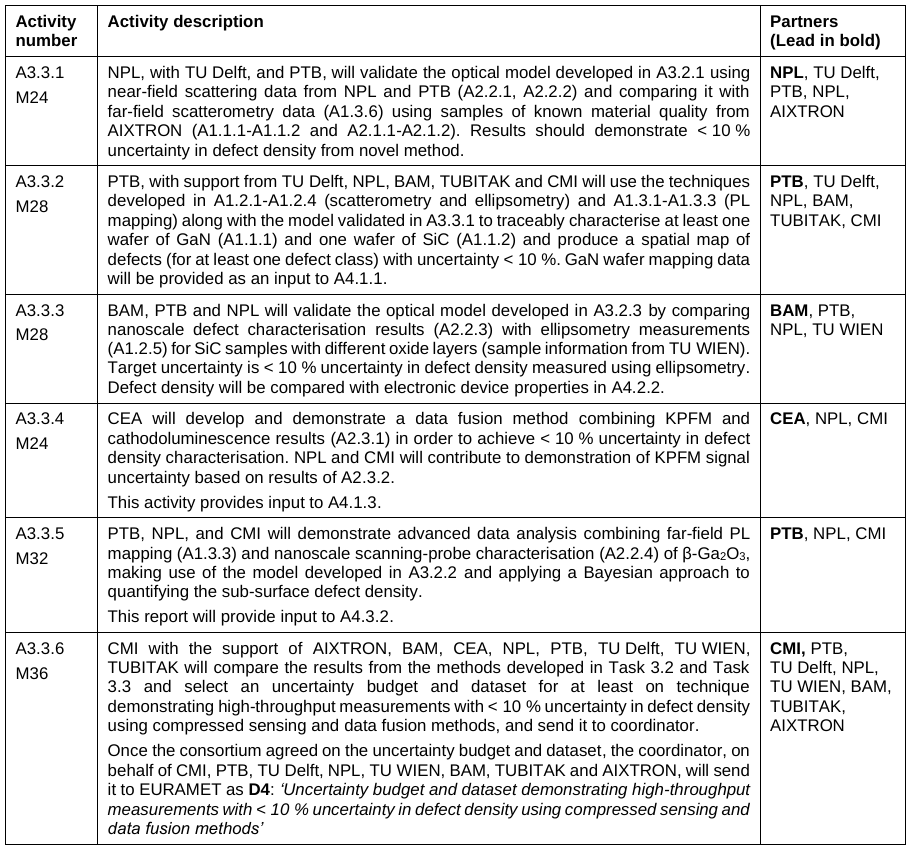 Activity number
Activity description
Partners
(Lead in bold)
A3.3.1
M24
NPL, with TU Delft, and PTB, will validate the optical model developed in A3.2.1 using
near-field scattering data from NPL and PTB (A2.2.1, A2.2.2) and comparing it with
far-field scatterometry data (A1.3.6) using samples of known material quality from
AIXTRON (A1.1.1-A1.1.2 and A2.1.1-A2.1.2). Results should demonstrate < 10 %
uncertainty in defect density from novel method.
NPL, TU Delft,
PTB, NPL,
AIXTRON
A3.3.2
M28
PTB, with support from TU Delft, NPL, BAM, TUBITAK and CMI will use the techniques
developed in A1.2.1-A1.2.4 (scatterometry and ellipsometry) and A1.3.1-A1.3.3 (PL
mapping) along with the model validated in A3.3.1 to traceably characterise at least one
wafer of GaN (A1.1.1) and one wafer of SiC (A1.1.2) and produce a spatial map of
defects (for at least one defect class) with uncertainty < 10 %. GaN wafer mapping data
will be provided as an input to A4.1.1.
PTB, TU Delft,
NPL, BAM,
TUBITAK, CMI
A3.3.3
M28
BAM, PTB and NPL will validate the optical model developed in A3.2.3 by comparing
nanoscale defect characterisation results (A2.2.3) with ellipsometry measurements
(A1.2.5) for SiC samples with different oxide layers (sample information from TU WIEN).
Target uncertainty is < 10 % uncertainty in defect density measured using ellipsometry.
Defect density will be compared with electronic device properties in A4.2.2.
BAM, PTB,
NPL, TU WIEN
A3.3.4
M24
CEA will develop and demonstrate a data fusion method combining KPFM and
cathodoluminescence results (A2.3.1) in order to achieve < 10 % uncertainty in defect
density characterisation. NPL and CMI will contribute to demonstration of KPFM signal
uncertainty based on results of A2.3.2.
This activity provides input to A4.1.3.
CEA, NPL, CMI
A3.3.5
M32
PTB, NPL, and CMI will demonstrate advanced data analysis combining far-field PL
mapping (A1.3.3) and nanoscale scanning-probe characterisation (A2.2.4) of β-Ga₂O₃,
making use of the model developed in A3.2.2 and applying a Bayesian approach to
quantifying the sub-surface defect density.
This report will provide input to A4.3.2.
PTB, NPL, CMI
A3.3.6
M36
CMI with the support of AIXTRON, BAM, CEA, NPL, PTB, TU Delft, TU WIEN,
TUBITAK will compare the results from the methods developed in Task 3.2 and Task
3.3 and select an uncertainty budget and dataset for at least on technique
demonstrating high-throughput measurements with < 10 % uncertainty in defect density
using compressed sensing and data fusion methods, and send it to coordinator.
Once the consortium agreed on the uncertainty budget and dataset, the coordinator, on
behalf of CMI, PTB, TU Delft, NPL, TU WIEN, BAM, TUBITAK and AIXTRON, will send
it to EURAMET as D4: ‘Uncertainty budget and dataset demonstrating high-throughput
measurements with < 10 % uncertainty in defect density using compressed sensing and
data fusion methods’
CMI, PTB,
TU Delft, NPL,
TU WIEN, BAM,
TUBITAK,
AIXTRON